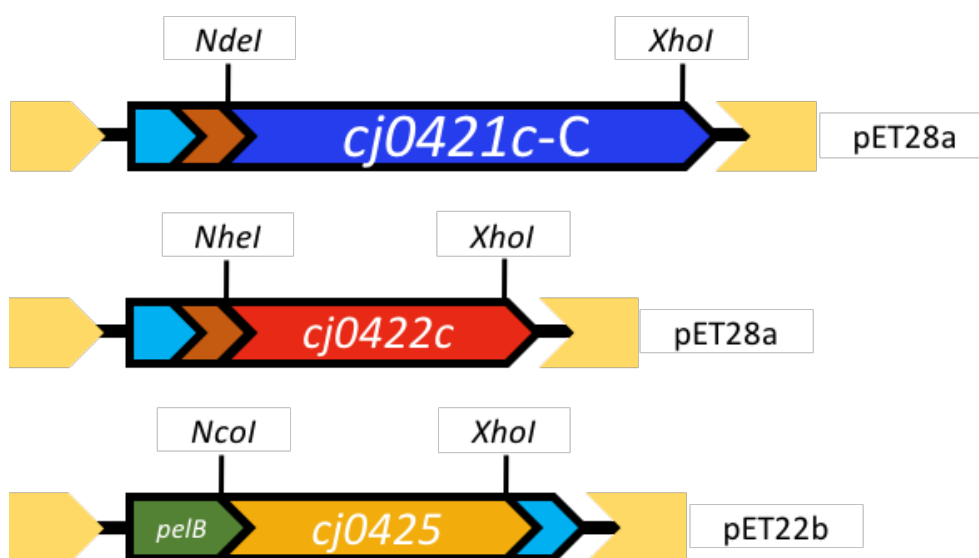 NdeI
XhoI
cj0421c-C
pET28a
NheI
XhoI
cj0422c
pET28a
NcoI
XhoI
pelB
cj0425
pET22b